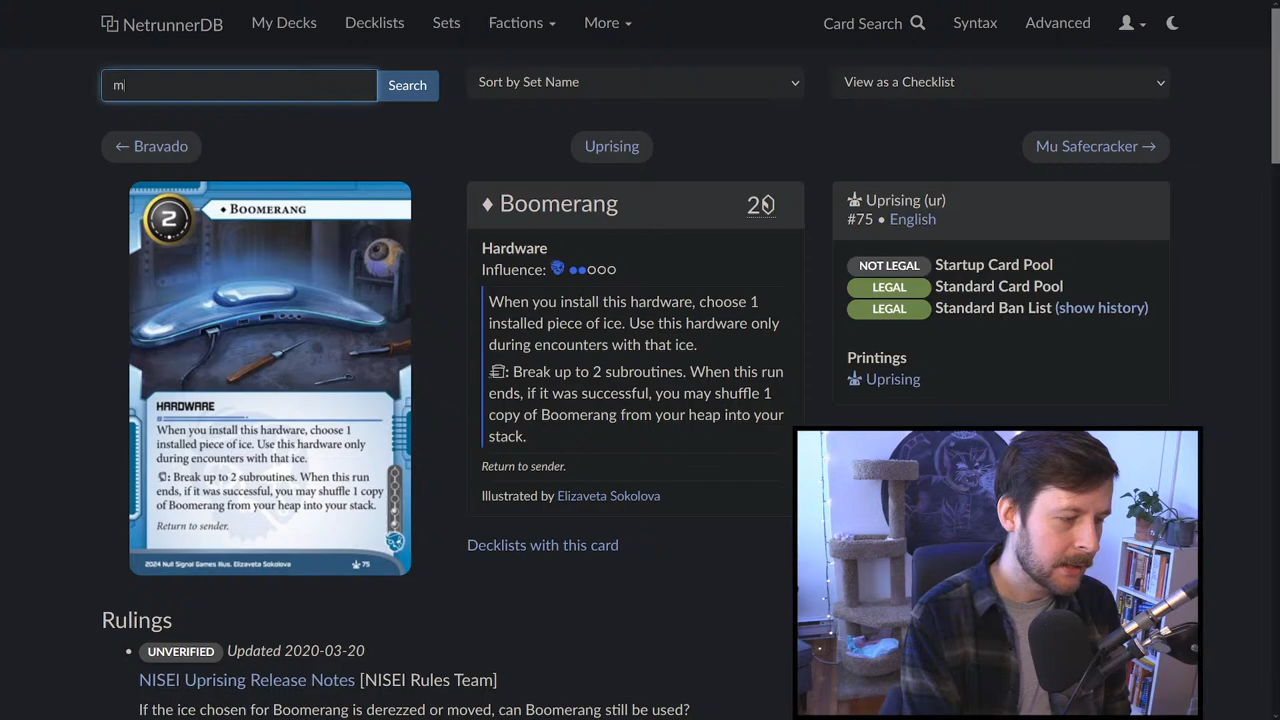 NetrunnerDB My Decks Decklists Sets Factions More Card Search Syntax Advanced
m Search Sort by Set Name View as a Checklist
← Bravado Uprising Mu Safecracker →
2 ♦ BOOMERANG
HARDWARE
When you install this hardware, choose 1
installed piece of ice. Use this hardware only
during encounters with that ice.
: Break up to 2 subroutines. When this run
ends, if it was successful, you may shuffle 1 copy
of Boomerang from your heap into your stack.
Return to sender.
2024 Null Signal Games Illus. Elizaveta Sokolova 75
♦ Boomerang 2
Hardware
Influence:
When you install this hardware, choose 1
installed piece of ice. Use this hardware only
during encounters with that ice.
: Break up to 2 subroutines. When this run
ends, if it was successful, you may shuffle 1
copy of Boomerang from your heap into your
stack.
Return to sender.
Illustrated by Elizaveta Sokolova
Decklists with this card
Uprising (ur)
#75 • English
NOT LEGAL Startup Card Pool
LEGAL Standard Card Pool
LEGAL Standard Ban List (show history)
Printings
Uprising
Rulings
• UNVERIFIED Updated 2020-03-20
NISEI Uprising Release Notes [NISEI Rules Team]
If the ice chosen for Boomerang is derezzed or moved, can Boomerang still be used?